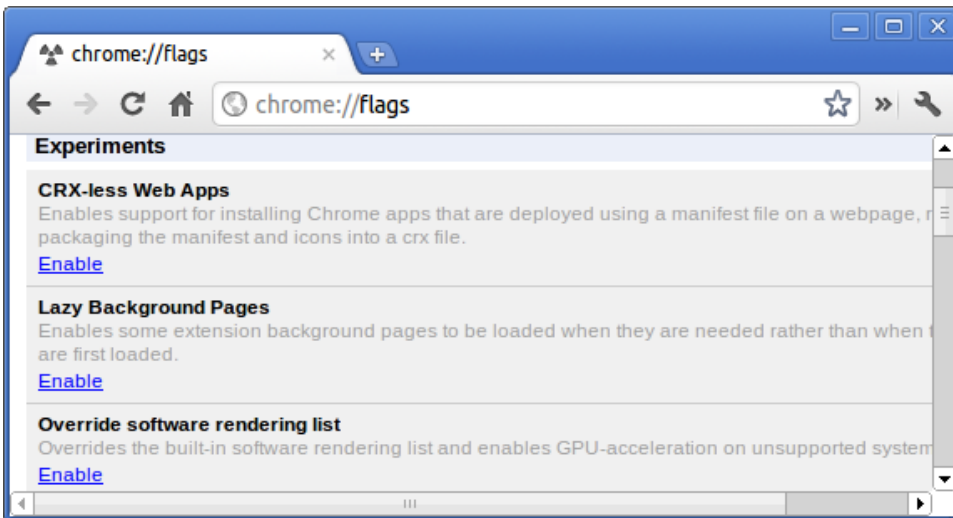 chrome://flags
chrome://flags
Experiments
CRX-less Web Apps
Enables support for installing Chrome apps that are deployed using a manifest file on a webpage,
packaging the manifest and icons into a crx file.
Enable
Lazy Background Pages
Enables some extension background pages to be loaded when they are needed rather than when
are first loaded.
Enable
Override software rendering list
Overrides the built-in software rendering list and enables GPU-acceleration on unsupported system
Enable